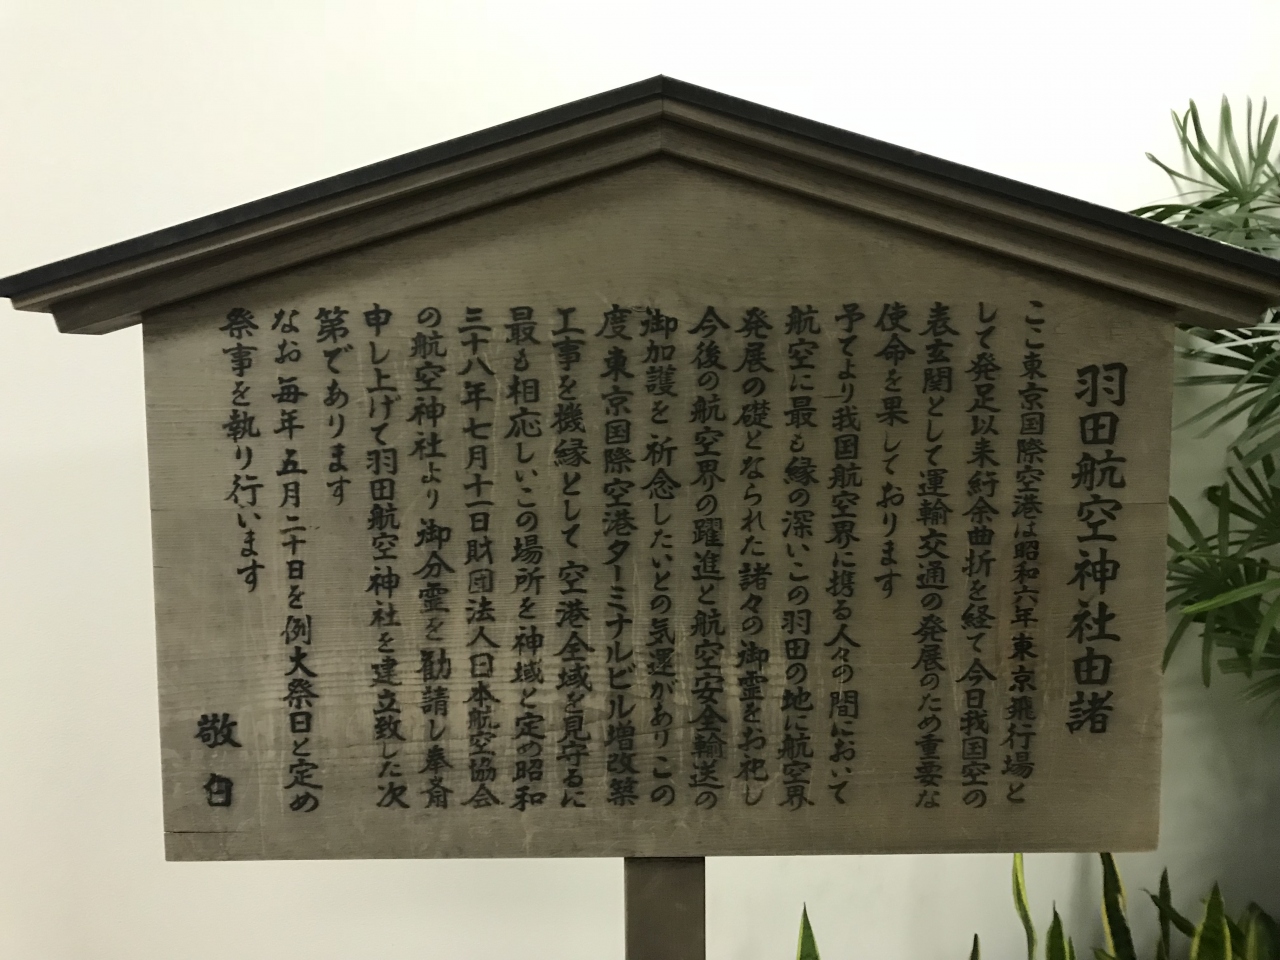 羽田航空神社由諸
ここ東京国際空港は昭和六年東京飛行場と
して発足以来紆余曲折を経て今日我国空の
表玄関として運輸交通の発展のため重要な
使命を果しております
予てより我国航空界に携る人々の間において
航空に最も縁の深いこの羽田の地に航空界
発展の礎となられた諸々の御霊をお祀し
今後の航空界の躍進と航空安全輸送の
御加護を祈念したいとの気運がありこの
度東京国際空港ターミナルビル増改築
工事を機縁として空港全域を見守るに
最も相応しいこの場所を神域と定め昭和
三十八年七月十一日財団法人日本航空協会
の航空神社より御分霊を勧請し奉斎
申し上げて羽田航空神社を建立致した次
第であります
なお毎年五月二十日を例大祭日と定め
祭事を執り行います
敬白